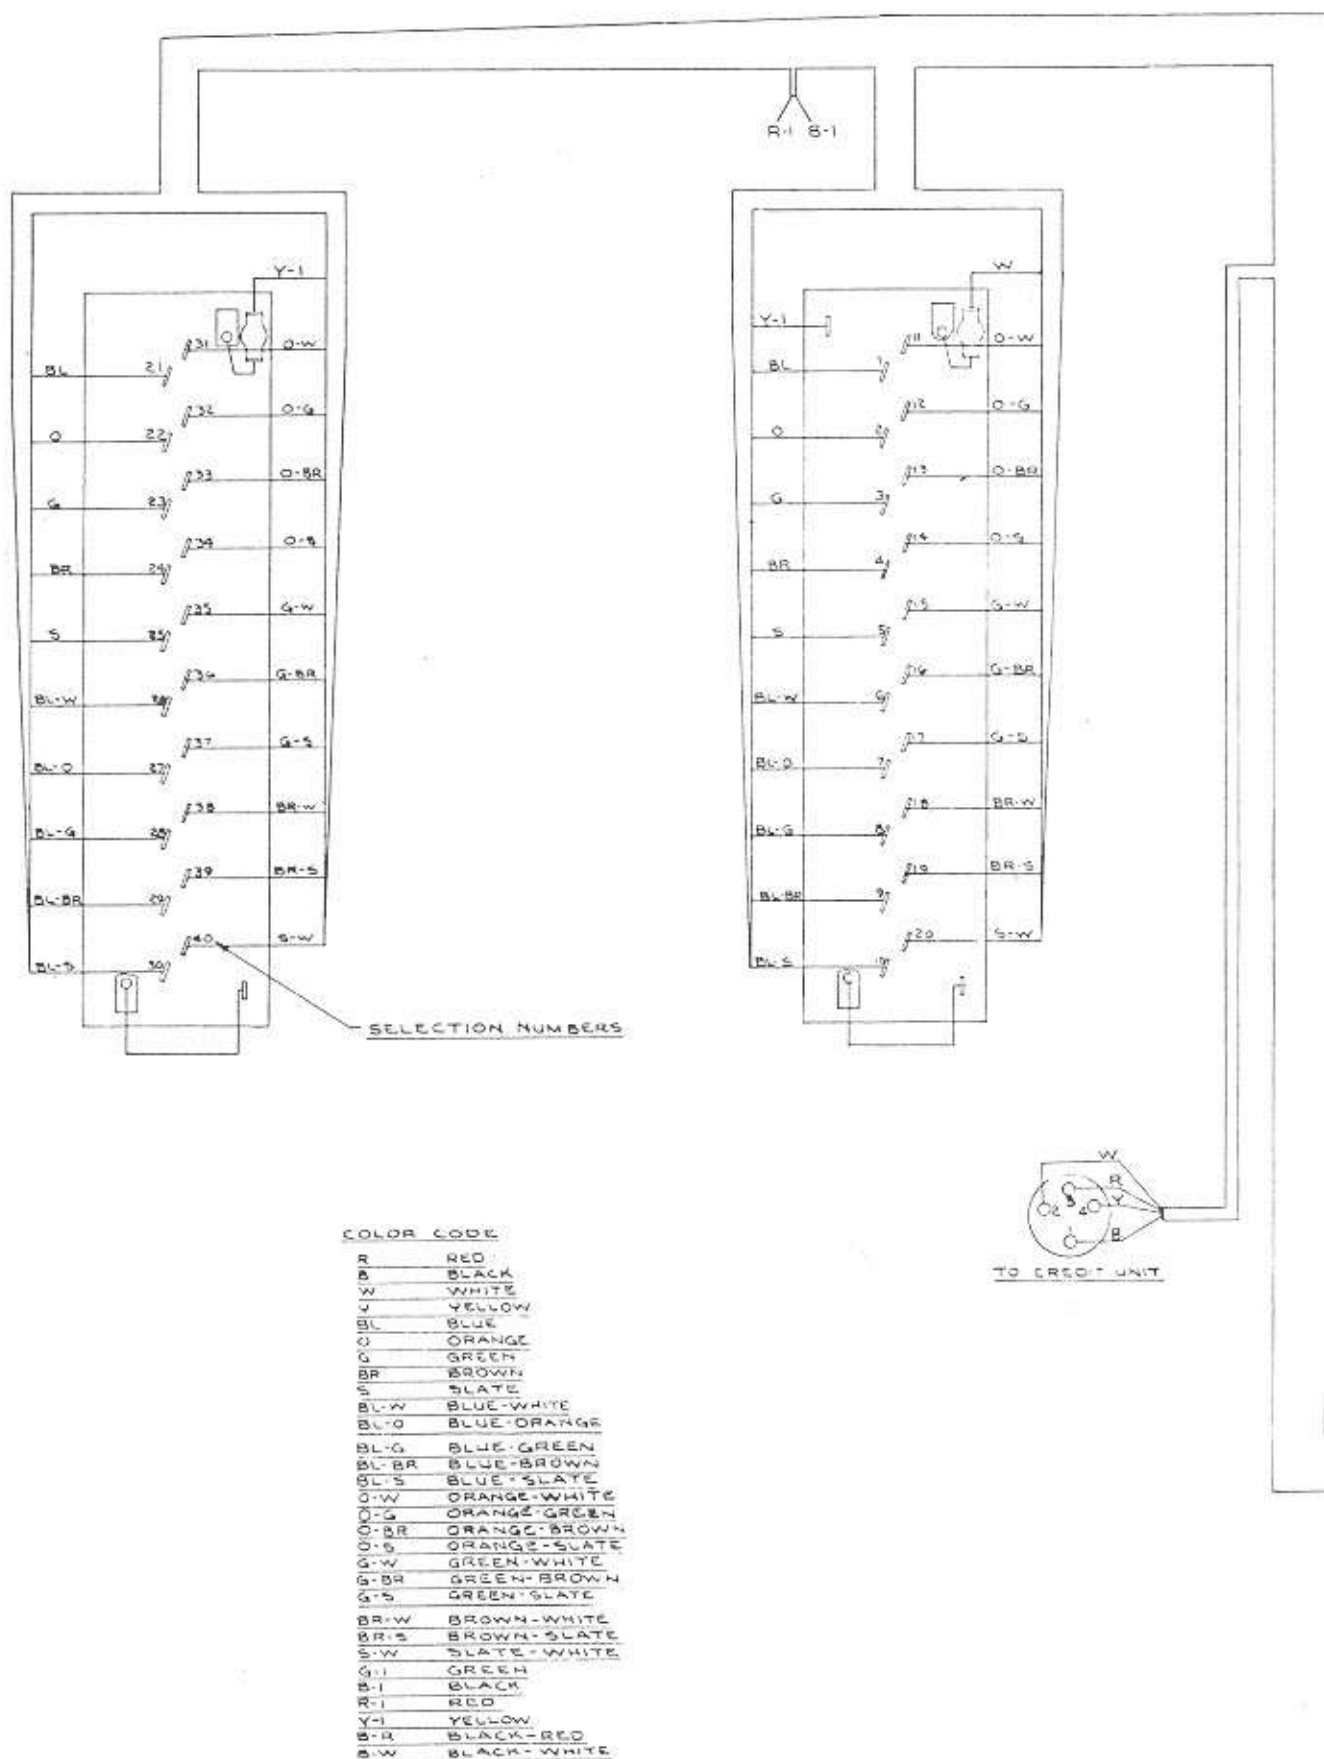 R-1 B-1
Y-1
31 O-W
BL 21
32 O-G
O 22
33 O-BR
G 23
34 O-S
BR 24
35 G-W
S 25
36 G-BR
BL-W 26
37 G-S
BL-O 27
38 BR-W
BL-G 28
39 BR-S
BL-BR 29
40 S-W
BL-S 30
SELECTION NUMBERS
W
Y-1
11 O-W
BL 1
12 O-G
O 2
13 O-BR
G 3
14 O-S
BR 4
15 G-W
S 5
16 G-BR
BL-W 6
17 G-S
BL-O 7
18 BR-W
BL-G 8
19 BR-S
BL-BR 9
20 S-W
BL-S 10
W
R
3 Y
2 4
1 B
TO CREDIT UNIT
COLOR CODE
R RED
B BLACK
W WHITE
Y YELLOW
BL BLUE
O ORANGE
G GREEN
BR BROWN
S SLATE
BL-W BLUE-WHITE
BL-O BLUE-ORANGE
BL-G BLUE-GREEN
BL-BR BLUE-BROWN
BL-S BLUE-SLATE
O-W ORANGE-WHITE
O-G ORANGE-GREEN
O-BR ORANGE-BROWN
O-S ORANGE-SLATE
G-W GREEN-WHITE
G-BR GREEN-BROWN
G-S GREEN-SLATE
BR-W BROWN-WHITE
BR-S BROWN-SLATE
S-W SLATE-WHITE
G-1 GREEN
B-1 BLACK
R-1 RED
Y-1 YELLOW
B-R BLACK-RED
B-W BLACK-WHITE